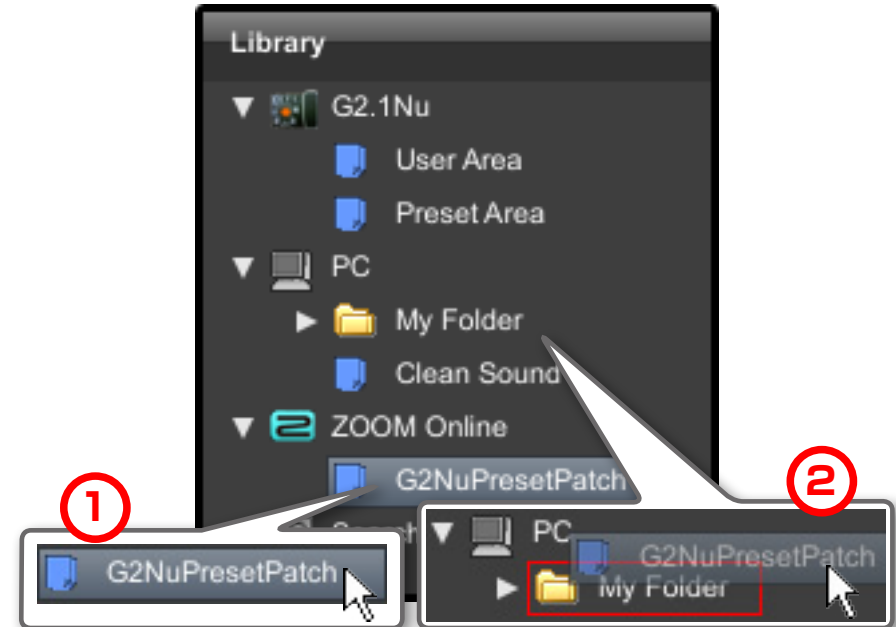 Library
G2.1Nu
User Area
Preset Area
PC
My Folder
Clean Sound
ZOOM Online
G2NuPresetPatch
1
G2NuPresetPatch
2
PC
G2NuPresetPatch
My Folder